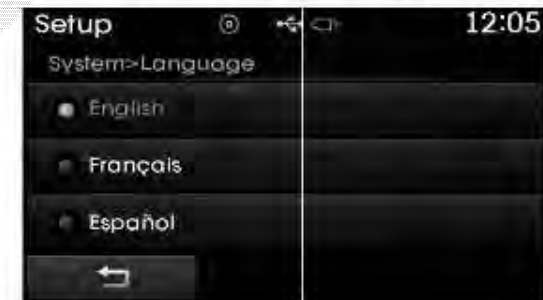 Setup 12:05
System>Language
English
Français
Español